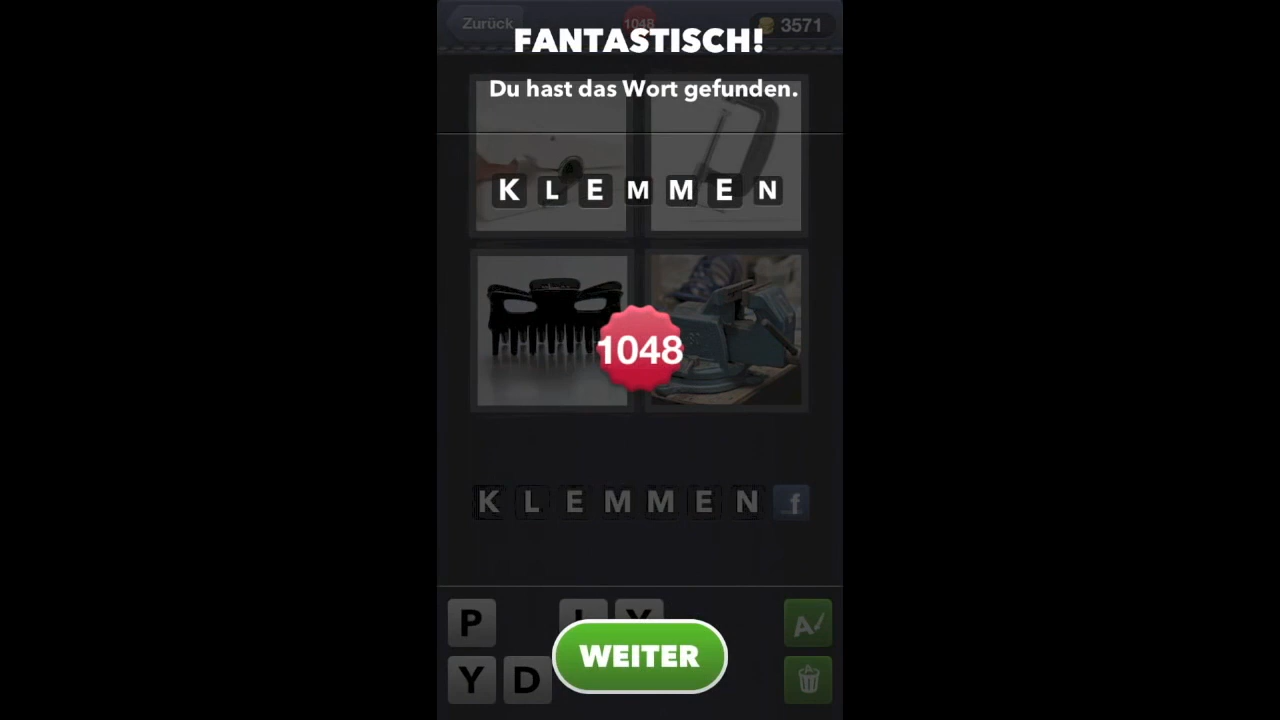 Zurück
1048
3571
FANTASTISCH!
Du hast das Wort gefunden.
KLEMMEN
1048
KLEMMEN f
P
Y D
A
WEITER